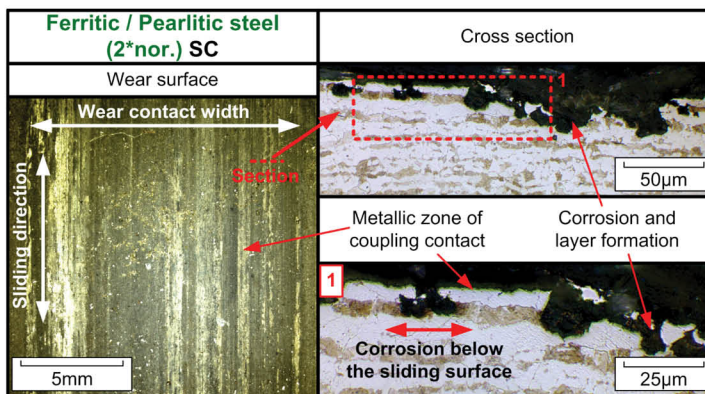 Ferritic / Pearlitic steel
(2*nor.) SC
Cross section
Wear surface
Wear contact width
Sliding direction
Section
5mm
1
50µm
Metallic zone of
coupling contact
Corrosion and
layer formation
1
Corrosion below
the sliding surface
25µm